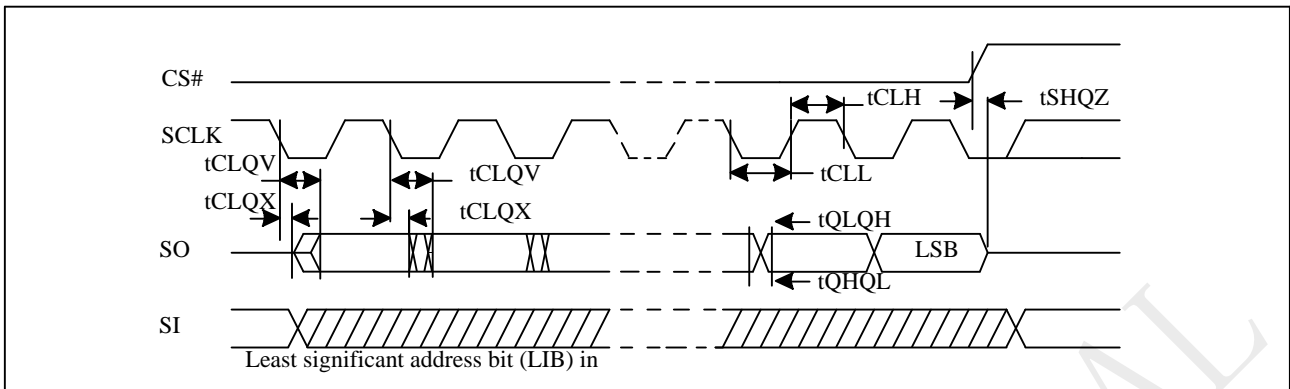 CS#
tCLH
tSHQZ
SCLK
tCLQV
tCLQV
tCLL
tCLQX
tCLQX
tQLQH
SO
LSB
tQHQL
SI
Least significant address bit (LIB) in